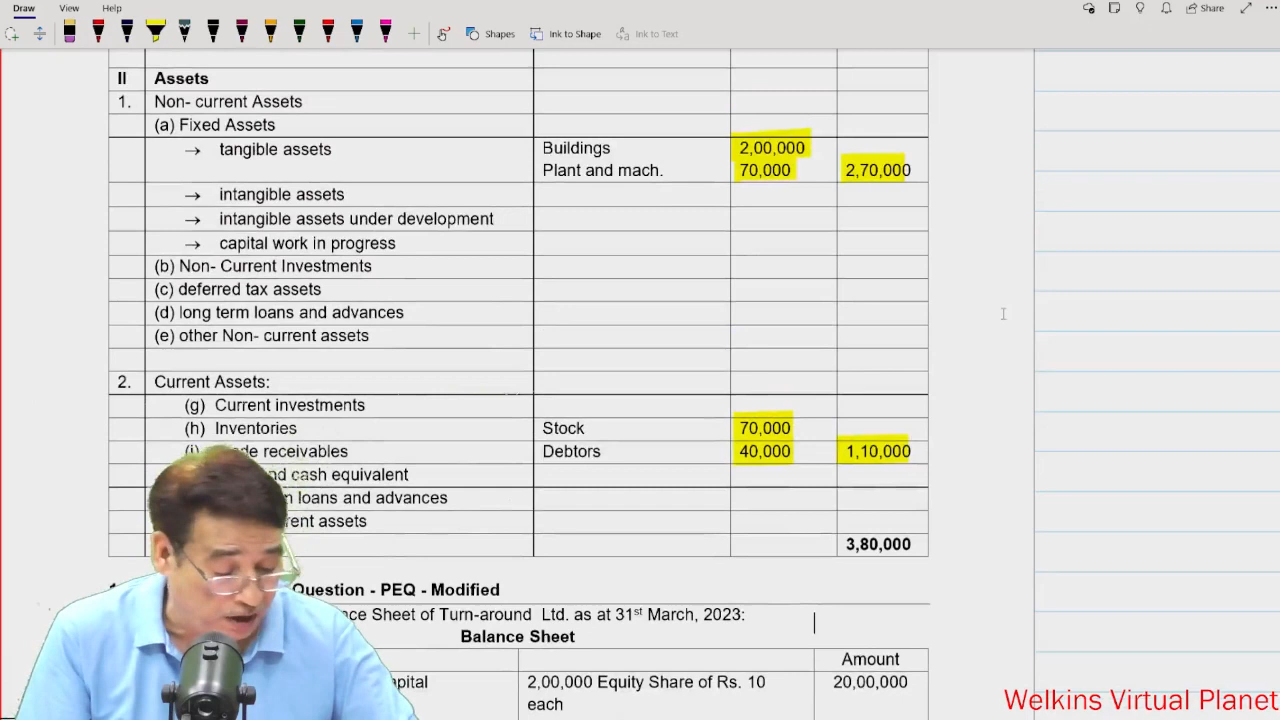 Draw View Help
Share
Shapes Ink to Shape Ink to Text
II Assets
1. Non- current Assets
(a) Fixed Assets
→ tangible assets Buildings 2,00,000
Plant and mach. 70,000 2,70,000
→ intangible assets
→ intangible assets under development
→ capital work in progress
(b) Non- Current Investments
(c) deferred tax assets
(d) long term loans and advances
(e) other Non- current assets
2. Current Assets:
(g) Current investments
(h) Inventories Stock 70,000
receivables Debtors 40,000 1,10,000
cash equivalent
loans and advances
assets
3,80,000
Question - PEQ - Modified
Sheet of Turn-around Ltd. as at 31st March, 2023:
Balance Sheet
Amount
2,00,000 Equity Share of Rs. 10 20,00,000
each
Welkins Virtual Planet